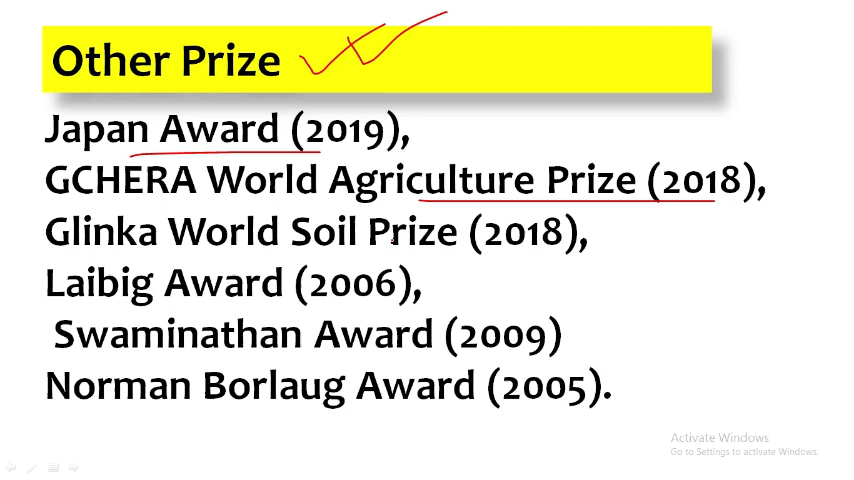 Other Prize
Japan Award (2019),
GCHERA World Agriculture Prize (2018),
Glinka World Soil Prize (2018),
Laibig Award (2006),
Swaminathan Award (2009)
Norman Borlaug Award (2005).
Activate Windows
Go to Settings to activate Windows.